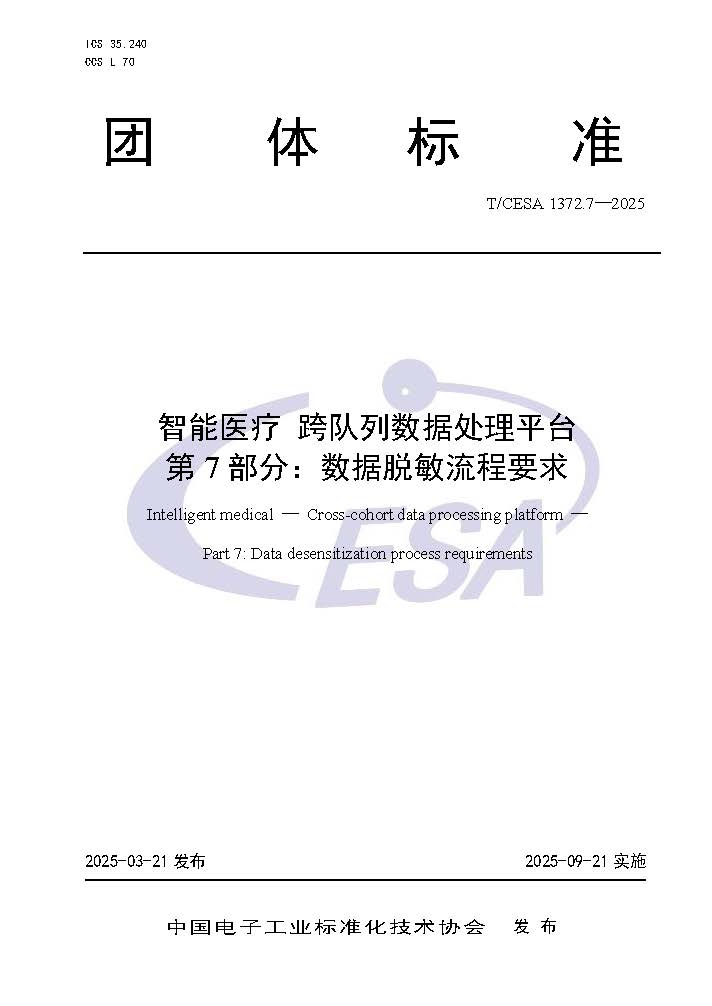 ICS 35.240
CCS L 70
团 体 标 准
T/CESA 1372.7—2025
智能医疗 跨队列数据处理平台
第 7 部分：数据脱敏流程要求
Intelligent medical — Cross-cohort data processing platform —
Part 7: Data desensitization process requirements
CESA
2025-03-21 发布
2025-09-21 实施
中国电子工业标准化技术协会 发 布